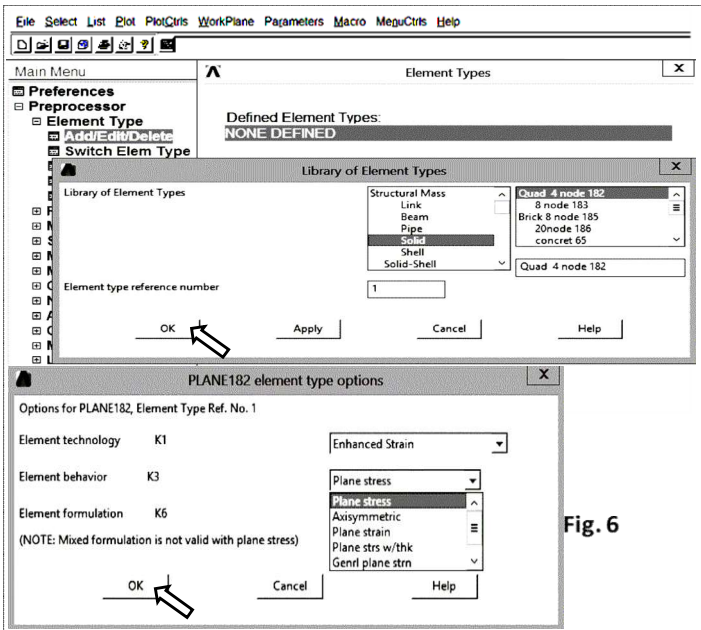 File Select List Plot PlotCtrls WorkPlane Parameters Macro MenuCtrls Help
Main Menu
Element Types
X
Preferences
Preprocessor
Element Type
Add/Edit/Delete
Switch Elem Type
Defined Element Types:
NONE DEFINED
Library of Element Types
X
Library of Element Types
Structural Mass
Link
Beam
Pipe
Solid
Shell
Solid-Shell
Quad 4 node 182
8 node 183
Brick 8 node 185
20node 186
concret 65
Quad 4 node 182
Element type reference number
1
OK
Apply
Cancel
Help
PLANE182 element type options
X
Options for PLANE182, Element Type Ref. No. 1
Element technology K1
Enhanced Strain
Element behavior K3
Plane stress
Plane stress
Axisymmetric
Plane strain
Plane strs w/thk
Genrl plane strn
Element formulation K6
(NOTE: Mixed formulation is not valid with plane stress)
OK
Cancel
Help
Fig. 6